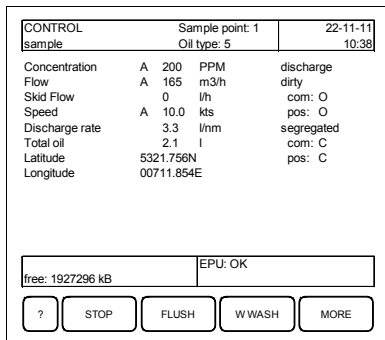 CONTROL Sample point: 1 22-11-11
sample Oil type: 5 10:38
Concentration A 200 PPM discharge
Flow A 165 m3/h dirty
Skid Flow 0 l/h com: O
Speed A 10.0 kts pos: O
Discharge rate 3.3 l/nm segregated
Total oil 2.1 l com: C
Latitude 5321.756N pos: C
Longitude 00711.854E
EPU: OK
free: 1927296 kB
? STOP FLUSH W WASH MORE